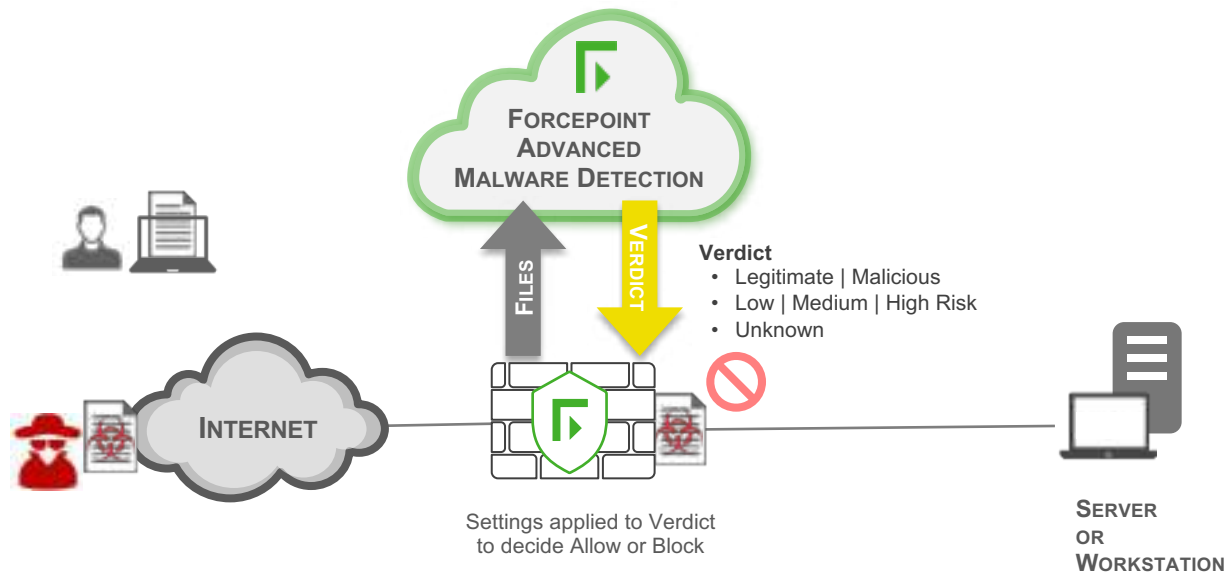 FORCEPOINT
ADVANCED
MALWARE DETECTION
FILES
VERDICT
Verdict
• Legitimate | Malicious
• Low | Medium | High Risk
• Unknown
INTERNET
Settings applied to Verdict
to decide Allow or Block
SERVER
OR
WORKSTATION